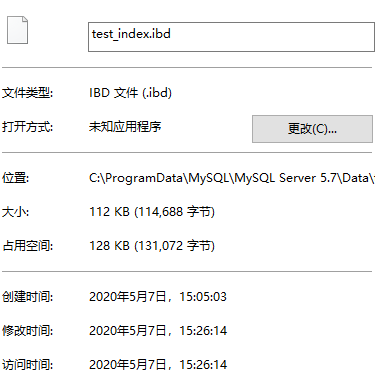 test_index.ibd
文件类型: IBD 文件 (.ibd)
打开方式: 未知应用程序 更改(C)...
位置: C:\ProgramData\MySQL\MySQL Server 5.7\Data\
大小: 112 KB (114,688 字节)
占用空间: 128 KB (131,072 字节)
创建时间: 2020年5月7日，15:05:03
修改时间: 2020年5月7日，15:26:14
访问时间: 2020年5月7日，15:26:14